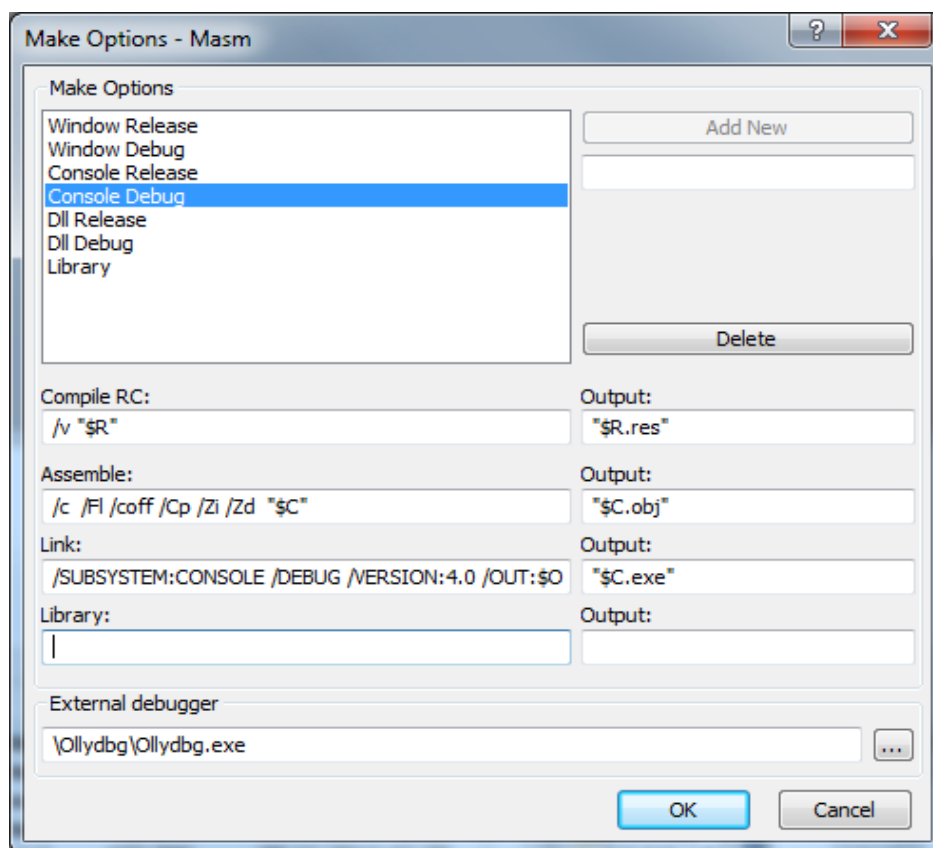 Make Options - Masm
Make Options
Window Release
Window Debug
Console Release
Console Debug
Dll Release
Dll Debug
Library
Add New
Delete
Compile RC:
Output:
/v "$R"
"$R.res"
Assemble:
Output:
/c /Fl /coff /Cp /Zi /Zd "$C"
"$C.obj"
Link:
Output:
/SUBSYSTEM:CONSOLE /DEBUG /VERSION:4.0 /OUT:$O
"$C.exe"
Library:
Output:
External debugger
\Ollydbg\Ollydbg.exe
...
OK
Cancel